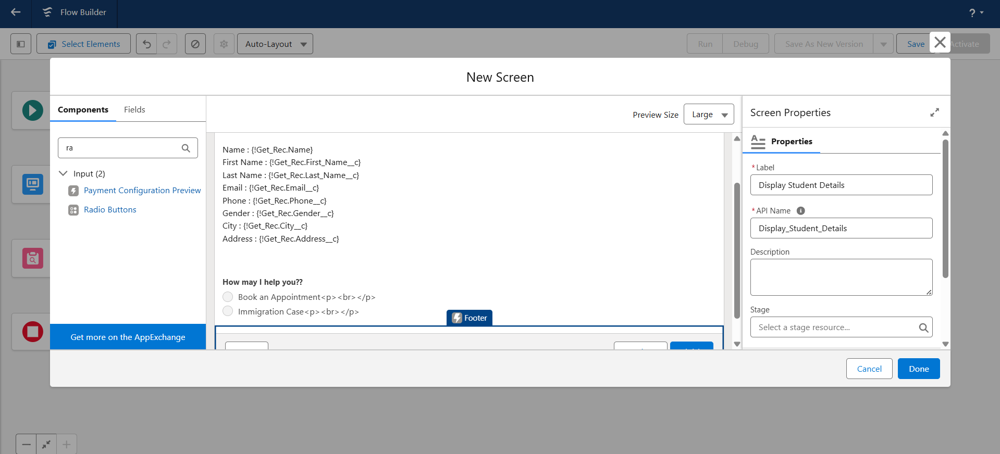 Flow Builder
?
Select Elements
Auto-Layout
Run
Debug
Save As New Version
Save
Activate
New Screen
Components
Fields
Preview Size
Large
Screen Properties
ra
Input (2)
Payment Configuration Preview
Radio Buttons
Get more on the AppExchange
Name : {!Get_Rec.Name}
First Name : {!Get_Rec.First_Name__c}
Last Name : {!Get_Rec.Last_Name__c}
Email : {!Get_Rec.Email__c}
Phone : {!Get_Rec.Phone__c}
Gender : {!Get_Rec.Gender__c}
City : {!Get_Rec.City__c}
Address : {!Get_Rec.Address__c}
How may I help you??
Book an Appointment<p><br></p>
Immigration Case<p><br></p>
Footer
Properties
*Label
Display Student Details
*API Name
Display_Student_Details
Description
Stage
Select a stage resource...
Cancel
Done